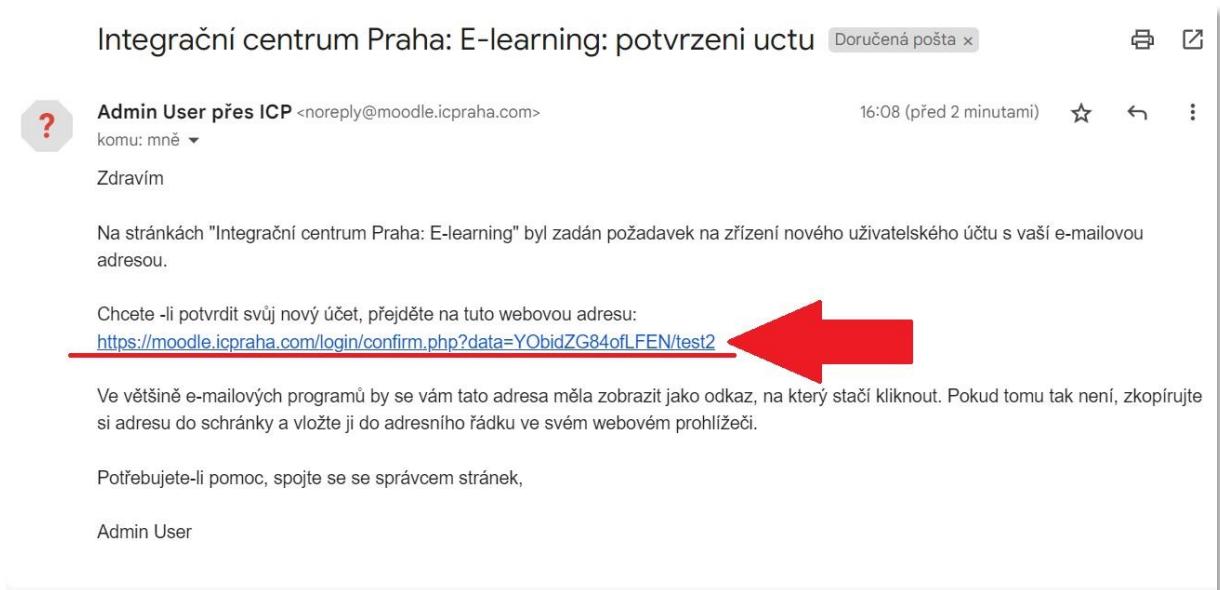 Integrační centrum Praha: E-learning: potvrzeni uctu Doručená pošta ×
Admin User přes ICP <noreply@moodle.icpraha.com> 16:08 (před 2 minutami)
?
komu: mně
Zdravím
Na stránkách "Integrační centrum Praha: E-learning" byl zadán požadavek na zřízení nového uživatelského účtu s vaší e-mailovou
adresou.
Chcete -li potvrdit svůj nový účet, přejděte na tuto webovou adresu:
https://moodle.icpraha.com/login/confirm.php?data=YObidZG84ofLFEN/test2
Ve většině e-mailových programů by se vám tato adresa měla zobrazit jako odkaz, na který stačí kliknout. Pokud tomu tak není, zkopírujte
si adresu do schránky a vložte ji do adresního řádku ve svém webovém prohlížeči.
Potřebujete-li pomoc, spojte se se správcem stránek,
Admin User